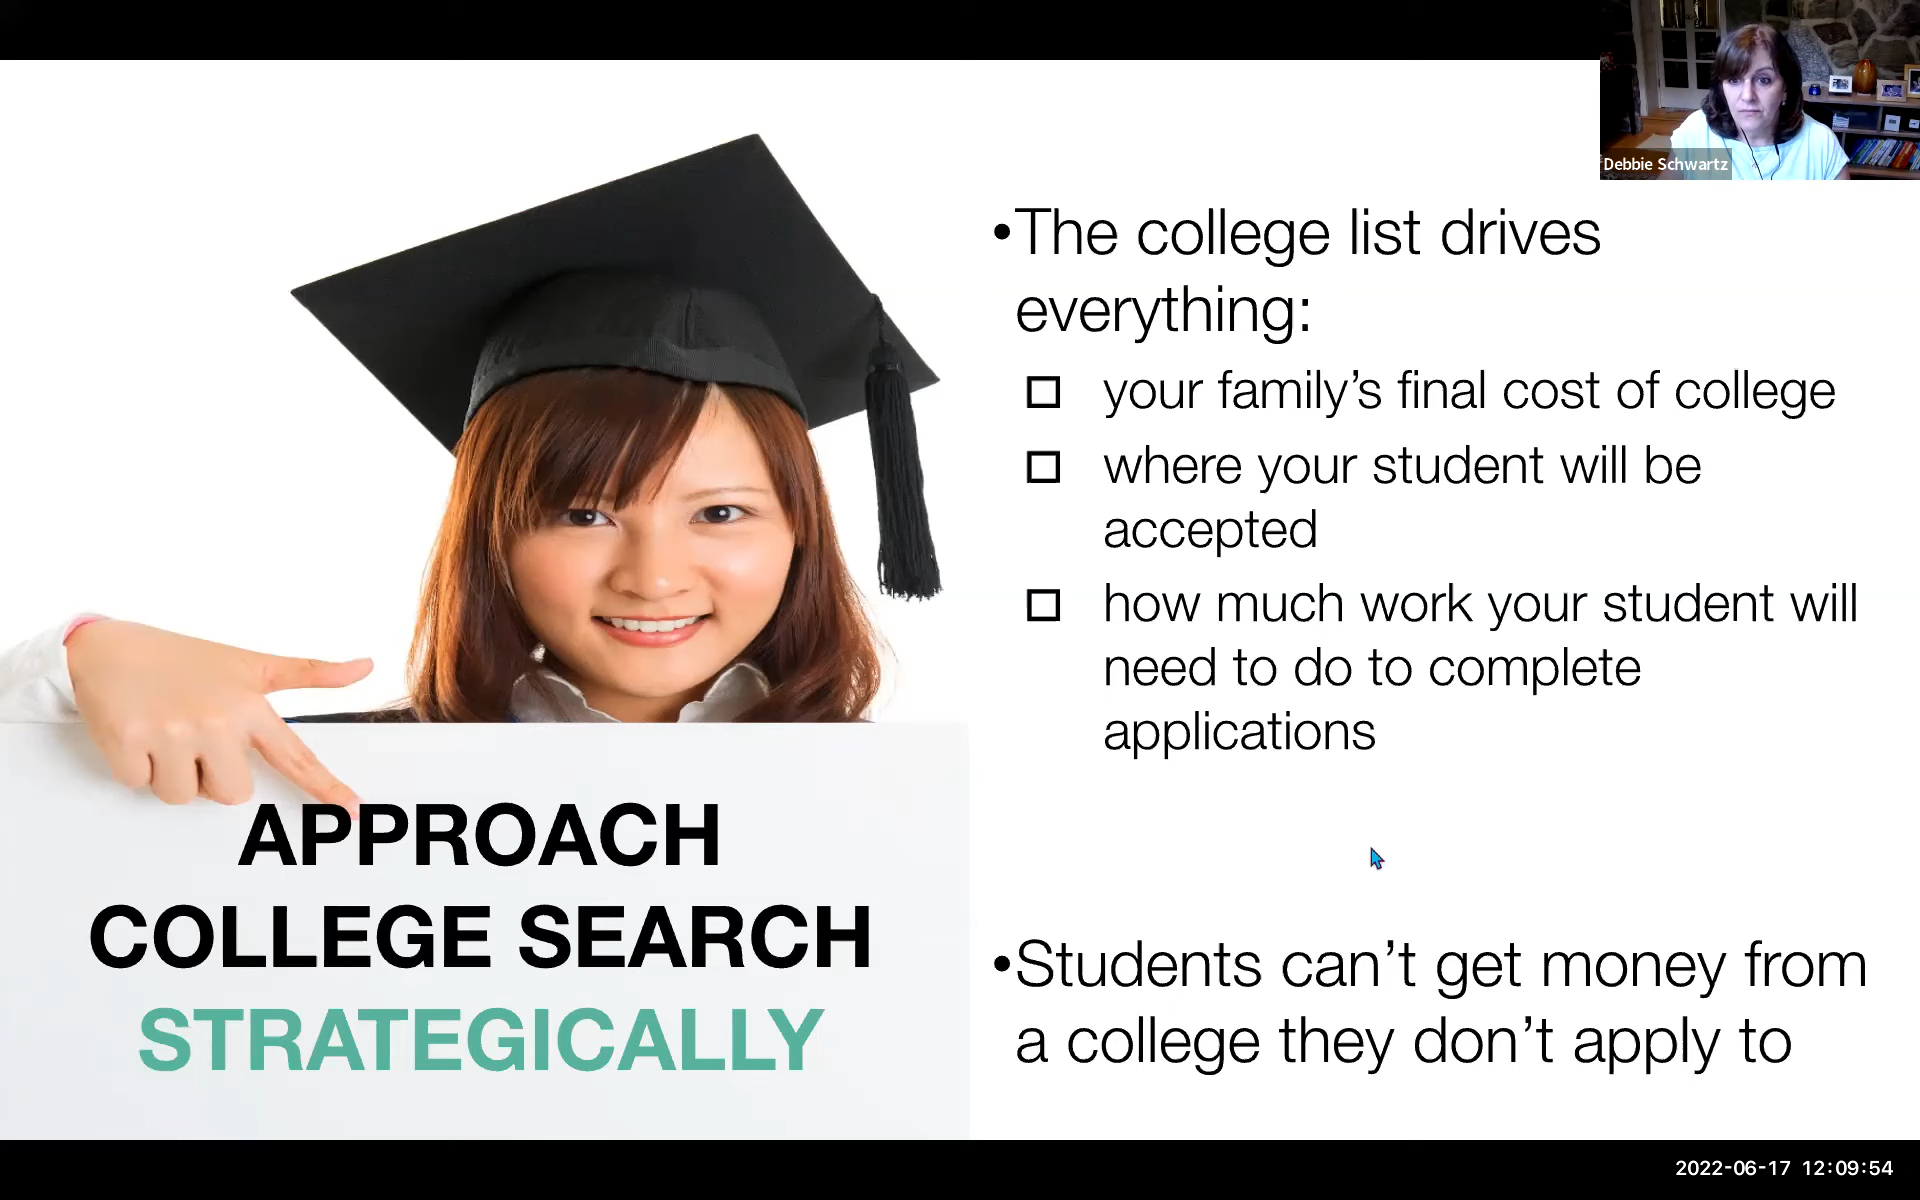 Debbie Schwartz
•The college list drives
everything:
your family’s final cost of college
where your student will be
accepted
how much work your student will
need to do to complete
applications
•Students can’t get money from
a college they don’t apply to
APPROACH
COLLEGE SEARCH
STRATEGICALLY
2022-06-17 12:09:54